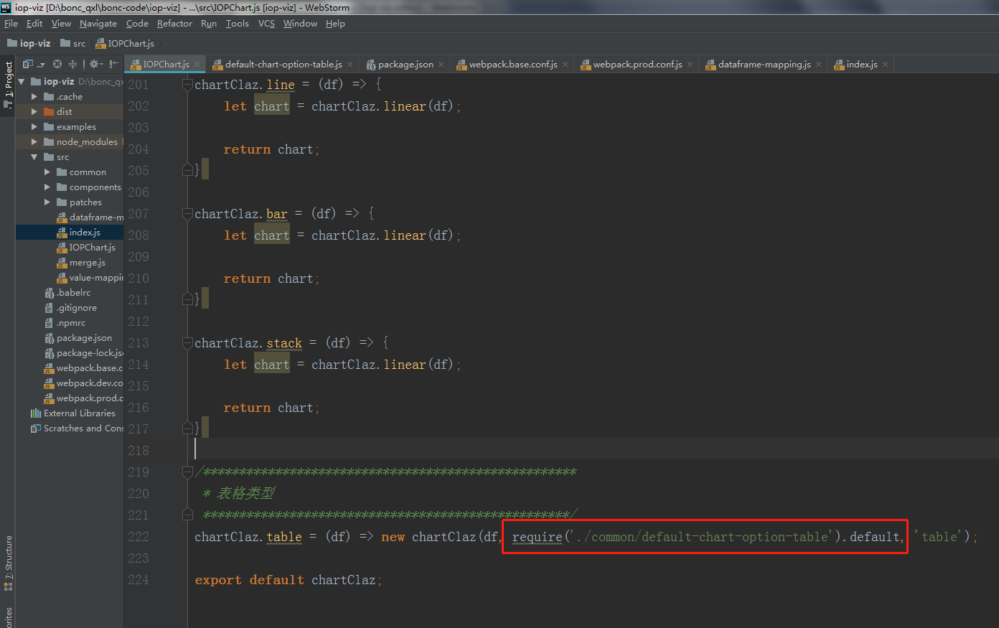 iop-viz [D:\bonc_qxl\bonc-code\iop-viz] - ...\src\IOPChart.js [iop-viz] - WebStorm
File Edit View Navigate Code Refactor Run Tools VCS Window Help
iop-viz src IOPChart.js
IOPChart.js default-chart-option-table.js package.json webpack.base.conf.js webpack.prod.conf.js dataframe-mapping.js index.js
1: Project
iop-viz D:\bonc_qx
.cache
dist
examples
node_modules
src
common
components
patches
dataframe-m
index.js
IOPChart.js
merge.js
value-mappin
.babelrc
.gitignore
.npmrc
package.json
package-lock.jso
webpack.base.c
webpack.dev.co
webpack.prod.c
External Libraries
Scratches and Cons
7: Structure
orites
201 chartClaz.line = (df) => {
202 let chart = chartClaz.linear(df);
203
204 return chart;
205 }
206
207 chartClaz.bar = (df) => {
208 let chart = chartClaz.linear(df);
209
210 return chart;
211 }
212
213 chartClaz.stack = (df) => {
214 let chart = chartClaz.linear(df);
215
216 return chart;
217 }
218
219 /****************************************************
220 * 表格类型
221 ***************************************************/
222 chartClaz.table = (df) => new chartClaz(df, require('./common/default-chart-option-table').default, 'table');
223
224 export default chartClaz;